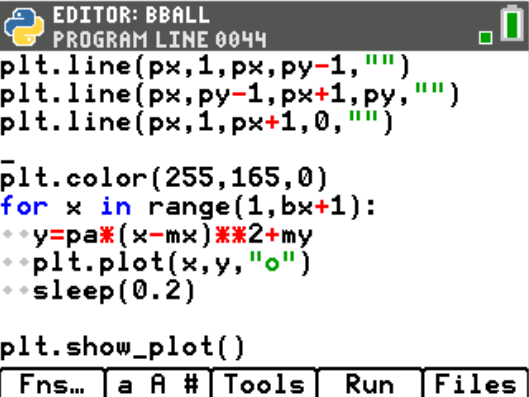 EDITOR: BBALL
PROGRAM LINE 0044
plt.line(px,1,px,py-1,"")
plt.line(px,py-1,px+1,py,"")
plt.line(px,1,px+1,0,"")
_
plt.color(255,165,0)
for x in range(1,bx+1):
◆◆y=pa*(x-mx)**2+my
◆◆plt.plot(x,y,"o")
◆◆sleep(0.2)
plt.show_plot()
Fns… a A # Tools Run Files